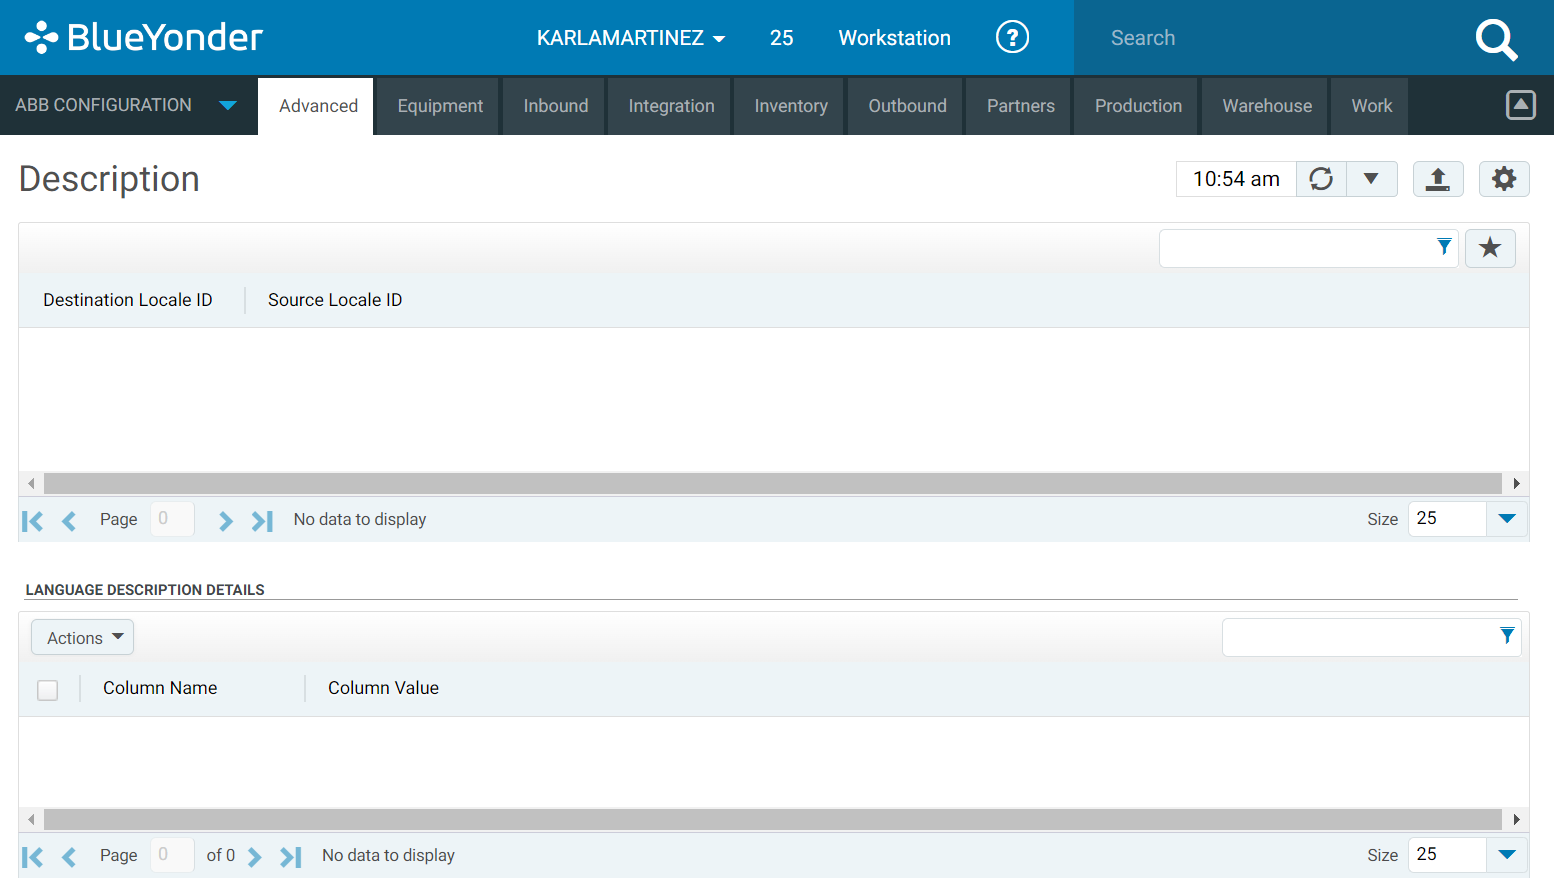 BlueYonder
KARLAMARTINEZ 25 Workstation ? Search
ABB CONFIGURATION Advanced Equipment Inbound Integration Inventory Outbound Partners Production Warehouse Work
Description
10:54 am
Destination Locale ID Source Locale ID
Page 0 No data to display Size 25
LANGUAGE DESCRIPTION DETAILS
Actions
Column Name Column Value
Page 0 of 0 No data to display Size 25